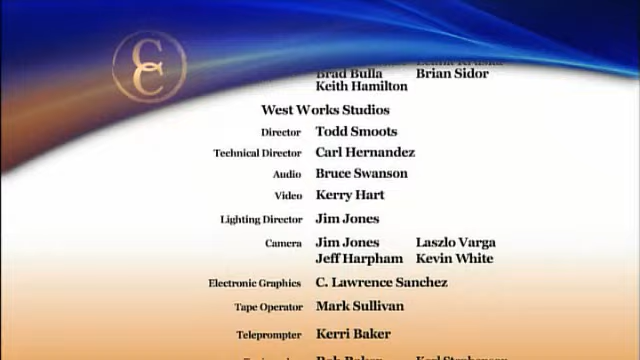 C
C
Brad Bulla Brian Sidor
Keith Hamilton
West Works Studios
Director Todd Smoots
Technical Director Carl Hernandez
Audio Bruce Swanson
Video Kerry Hart
Lighting Director Jim Jones
Camera Jim Jones Laszlo Varga
Jeff Harpham Kevin White
Electronic Graphics C. Lawrence Sanchez
Tape Operator Mark Sullivan
Teleprompter Kerri Baker